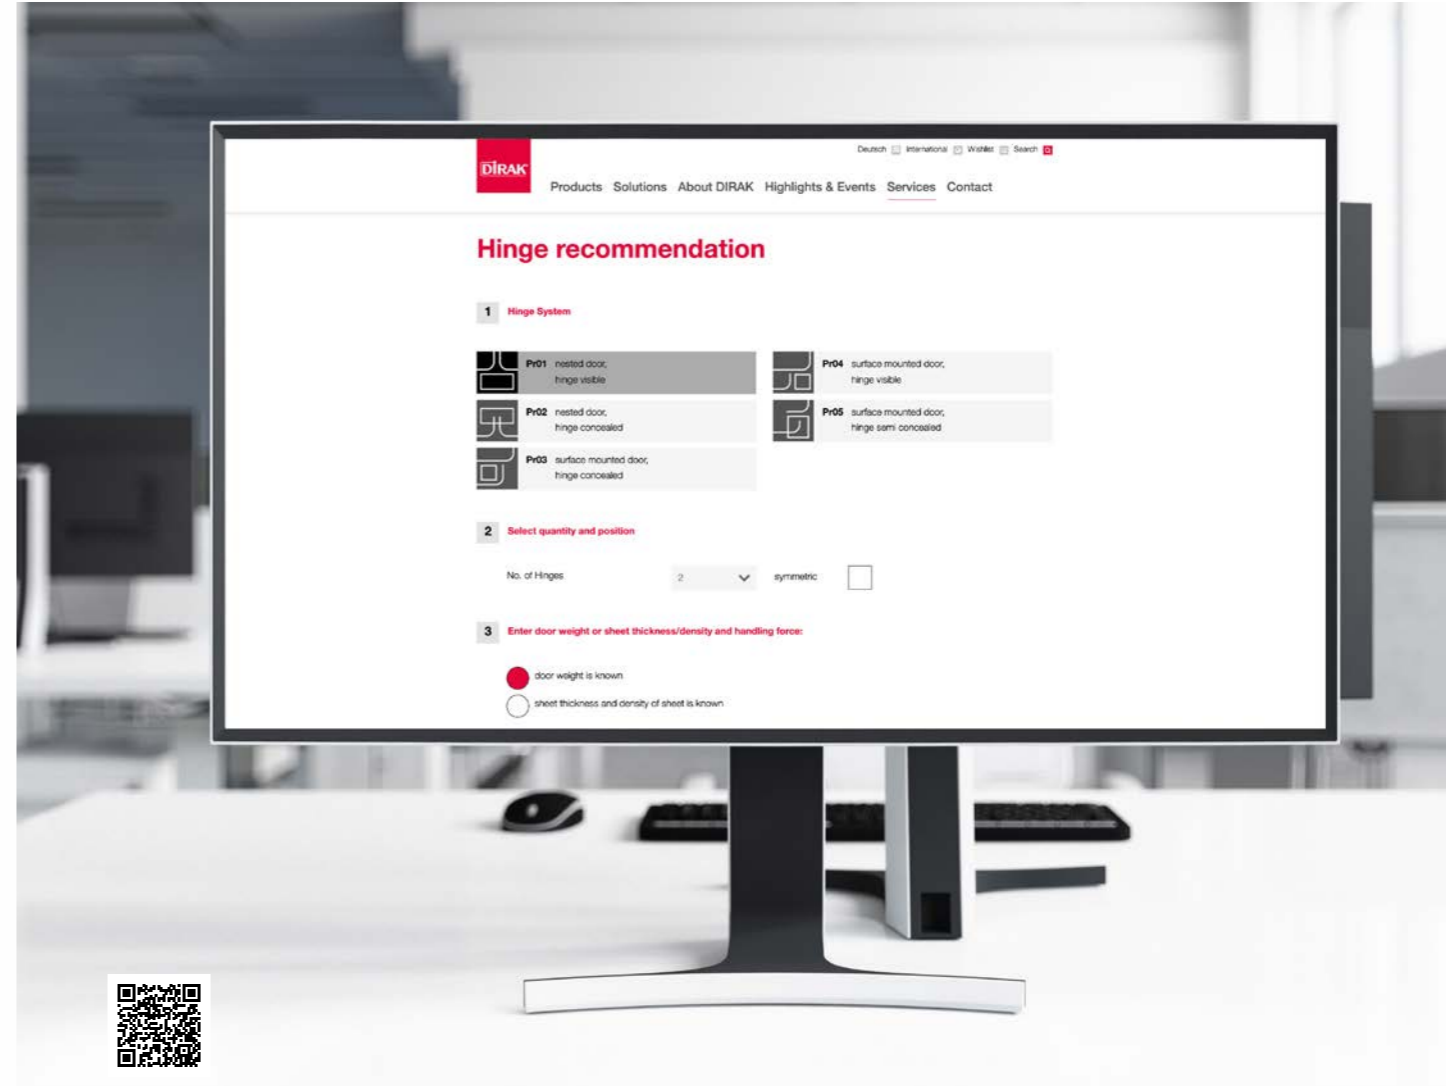 DIRAK
Deutsch International Wishlist Search
Products Solutions About DIRAK Highlights & Events Services Contact
Hinge recommendation
1 Hinge System
Pr01 nested door,
hinge visible
Pr02 nested door,
hinge concealed
Pr03 surface mounted door,
hinge concealed
Pr04 surface mounted door,
hinge visible
Pr05 surface mounted door,
hinge semi concealed
2 Select quantity and position
No. of Hinges 2 symmetric
3 Enter door weight or sheet thickness/density and handling force:
door weight is known
sheet thickness and density of sheet is known